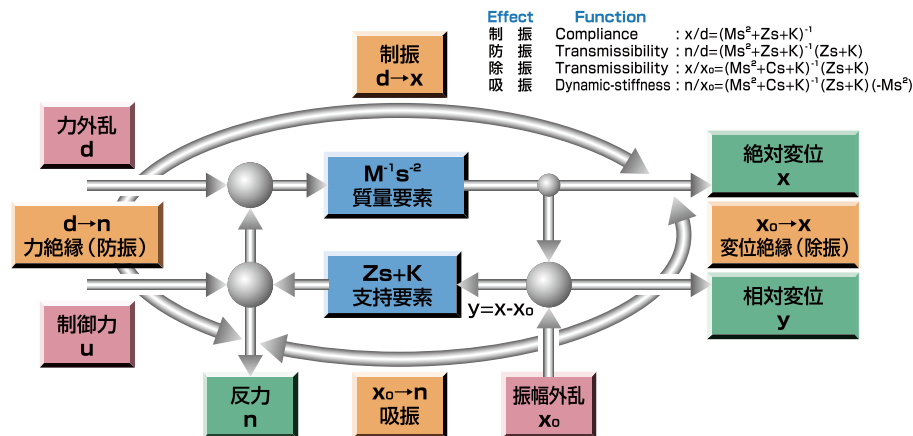 Effect Function
制 振 Compliance : x/d=(Ms²+Zs+K)⁻¹
防 振 Transmissibility : n/d=(Ms²+Zs+K)⁻¹(Zs+K)
除 振 Transmissibility : x/x₀=(Ms²+Cs+K)⁻¹(Zs+K)
吸 振 Dynamic-stiffness : n/x₀=(Ms²+Cs+K)⁻¹(Zs+K)(-Ms²)
制振
d→x
力外乱
d
M⁻¹s⁻²
質量要素
絶対変位
x
d→n
力絶縁(防振)
x₀→x
変位絶縁(除振)
Zs+K
支持要素
y=x-x₀
制御力
u
相対変位
y
反力
n
x₀→n
吸振
振幅外乱
x₀